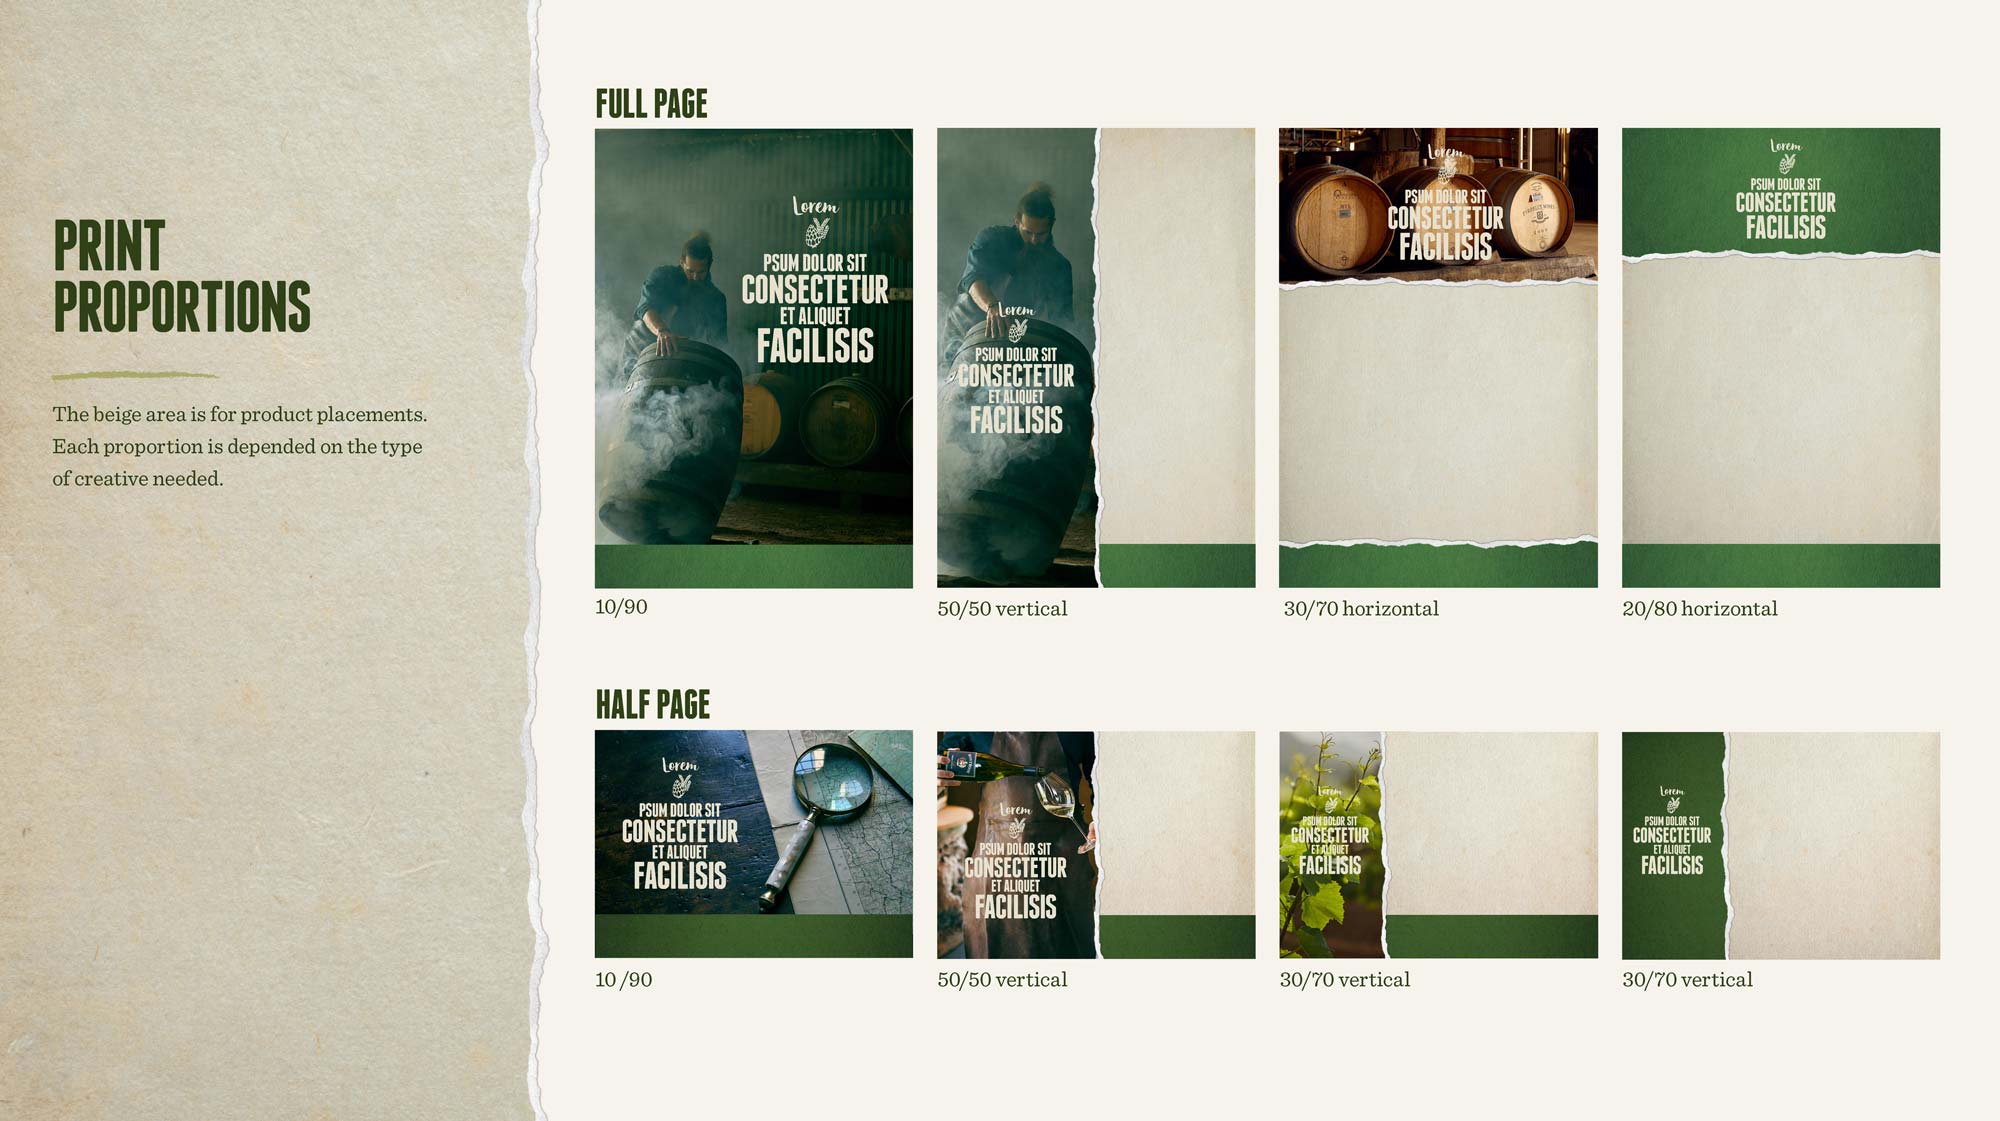 PRINT
PROPORTIONS
The beige area is for product placements.
Each proportion is depended on the type
of creative needed.
FULL PAGE
Lorem
PSUM DOLOR SIT
CONSECTETUR
ET ALIQUET
FACILISIS
10/90
Lorem
PSUM DOLOR SIT
CONSECTETUR
ET ALIQUET
FACILISIS
50/50 vertical
Lorem
PSUM DOLOR SIT
CONSECTETUR
FACILISIS
30/70 horizontal
Lorem
PSUM DOLOR SIT
CONSECTETUR
FACILISIS
20/80 horizontal
HALF PAGE
Lorem
PSUM DOLOR SIT
CONSECTETUR
ET ALIQUET
FACILISIS
10 /90
Lorem
PSUM DOLOR SIT
CONSECTETUR
ET ALIQUET
FACILISIS
50/50 vertical
Lorem
PSUM DOLOR SIT
CONSECTETUR
ET ALIQUET
FACILISIS
30/70 vertical
Lorem
PSUM DOLOR SIT
CONSECTETUR
ET ALIQUET
FACILISIS
30/70 vertical